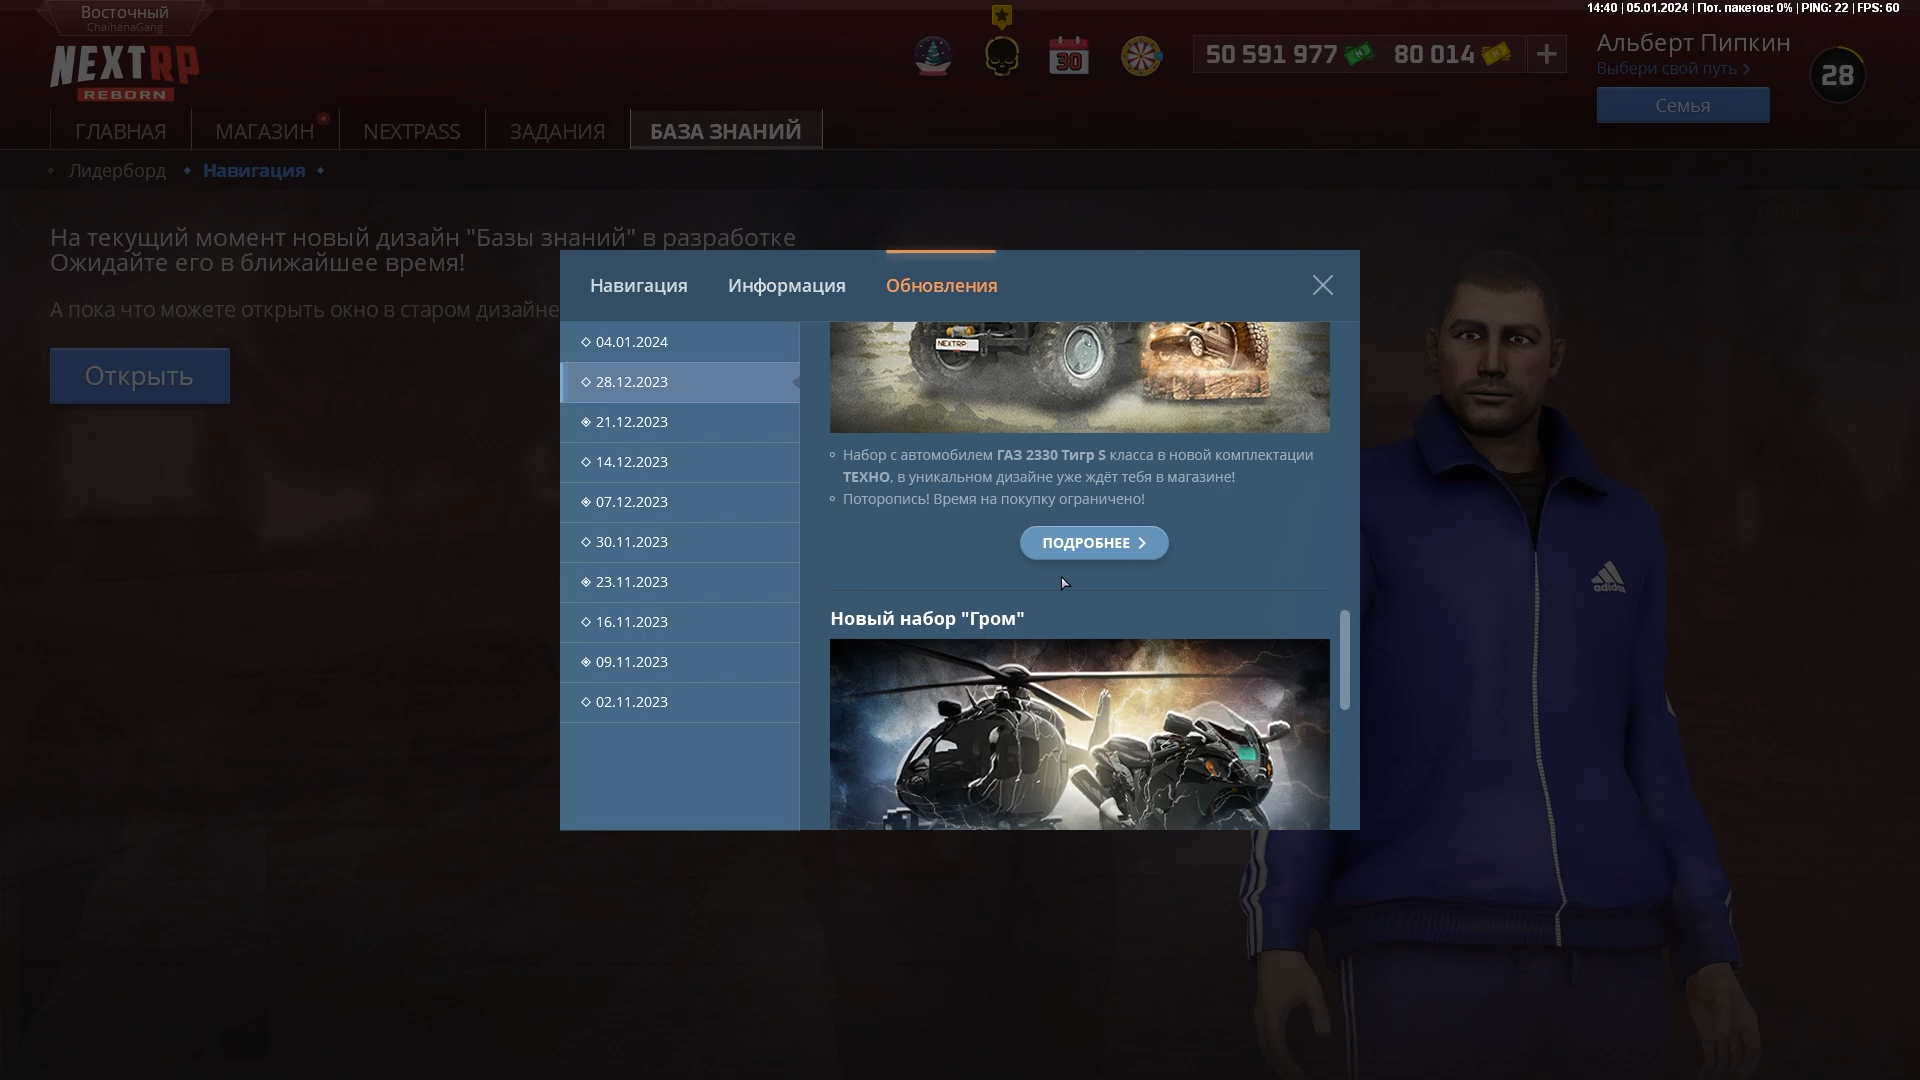 14:40 | 05.01.2024 | Пот. пакетов: 0% | PING: 22 | FPS: 60
Восточный
ChaihanaGang
NEXTRP
REBORN
30
50 591 977
80 014
Альберт Пипкин
Выбери свой путь
28
Семья
ГЛАВНАЯ
МАГАЗИН
NEXTPASS
ЗАДАНИЯ
БАЗА ЗНАНИЙ
Лидерборд
Навигация
На текущий момент новый дизайн "Базы знаний" в разработке
Ожидайте его в ближайшее время!
А пока что можете открыть окно в старом дизайне
Открыть
Навигация
Информация
Обновления
04.01.2024
28.12.2023
21.12.2023
14.12.2023
07.12.2023
30.11.2023
23.11.2023
16.11.2023
09.11.2023
02.11.2023
NEXTRP
Набор с автомобилем ГАЗ 2330 Тигр S класса в новой комплектации
ТЕХНО, в уникальном дизайне уже ждёт тебя в магазине!
Поторопись! Время на покупку ограничено!
ПОДРОБНЕЕ
Новый набор "Гром"
adidas